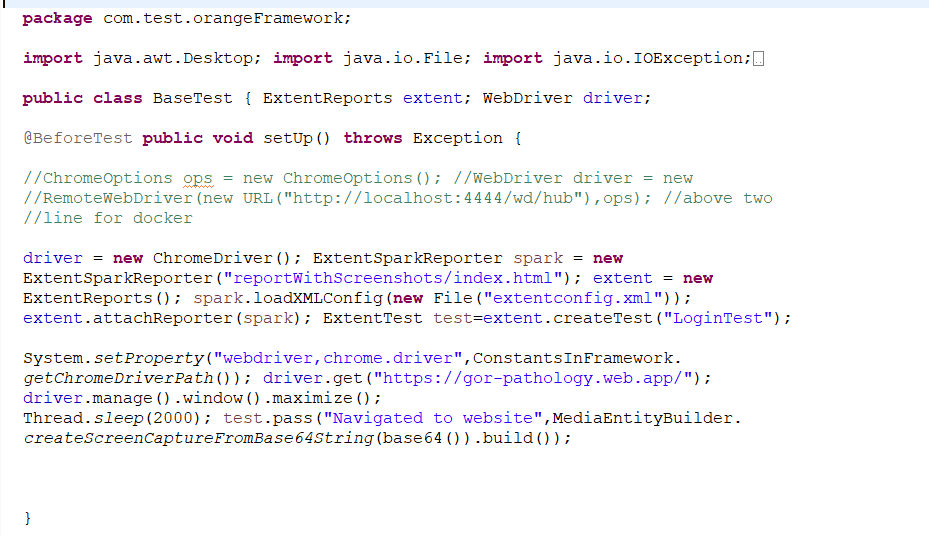 package com.test.orangeFramework;
import java.awt.Desktop; import java.io.File; import java.io.IOException;
public class BaseTest { ExtentReports extent; WebDriver driver;
@BeforeTest public void setUp() throws Exception {
//ChromeOptions ops = new ChromeOptions(); //WebDriver driver = new
//RemoteWebDriver(new URL("http://localhost:4444/wd/hub"),ops); //above two
//line for docker
driver = new ChromeDriver(); ExtentSparkReporter spark = new
ExtentSparkReporter("reportWithScreenshots/index.html"); extent = new
ExtentReports(); spark.loadXMLConfig(new File("extentconfig.xml"));
extent.attachReporter(spark); ExtentTest test=extent.createTest("LoginTest");
System.setProperty("webdriver,chrome.driver",ConstantsInFramework.
getChromeDriverPath()); driver.get("https://gor-pathology.web.app/");
driver.manage().window().maximize();
Thread.sleep(2000); test.pass("Navigated to website",MediaEntityBuilder.
createScreenCaptureFromBase64String(base64()).build());
}